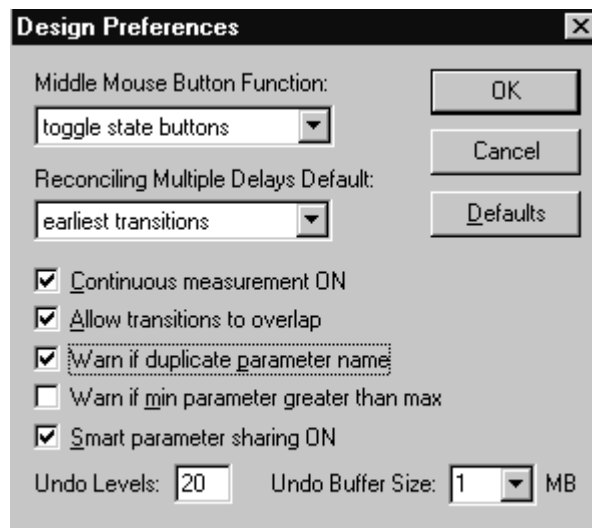 Design Preferences
Middle Mouse Button Function:
toggle state buttons
OK
Cancel
Reconciling Multiple Delays Default:
earliest transitions
Defaults
Continuous measurement ON
Allow transitions to overlap
Warn if duplicate parameter name
Warn if min parameter greater than max
Smart parameter sharing ON
Undo Levels: 20 Undo Buffer Size: 1 MB